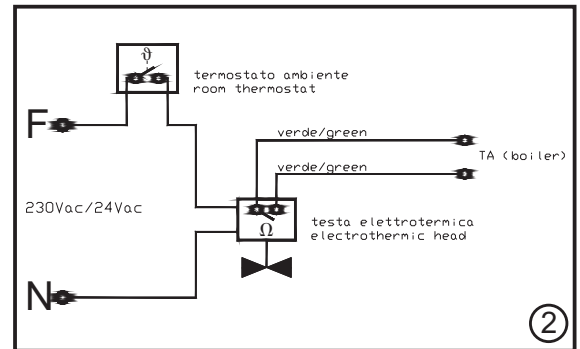 ϑ
termostato ambiente
room thermostat
F
verde/green
TA (boiler)
verde/green
230Vac/24Vac
testa elettrotermica
electrothermic head
Ω
N
2